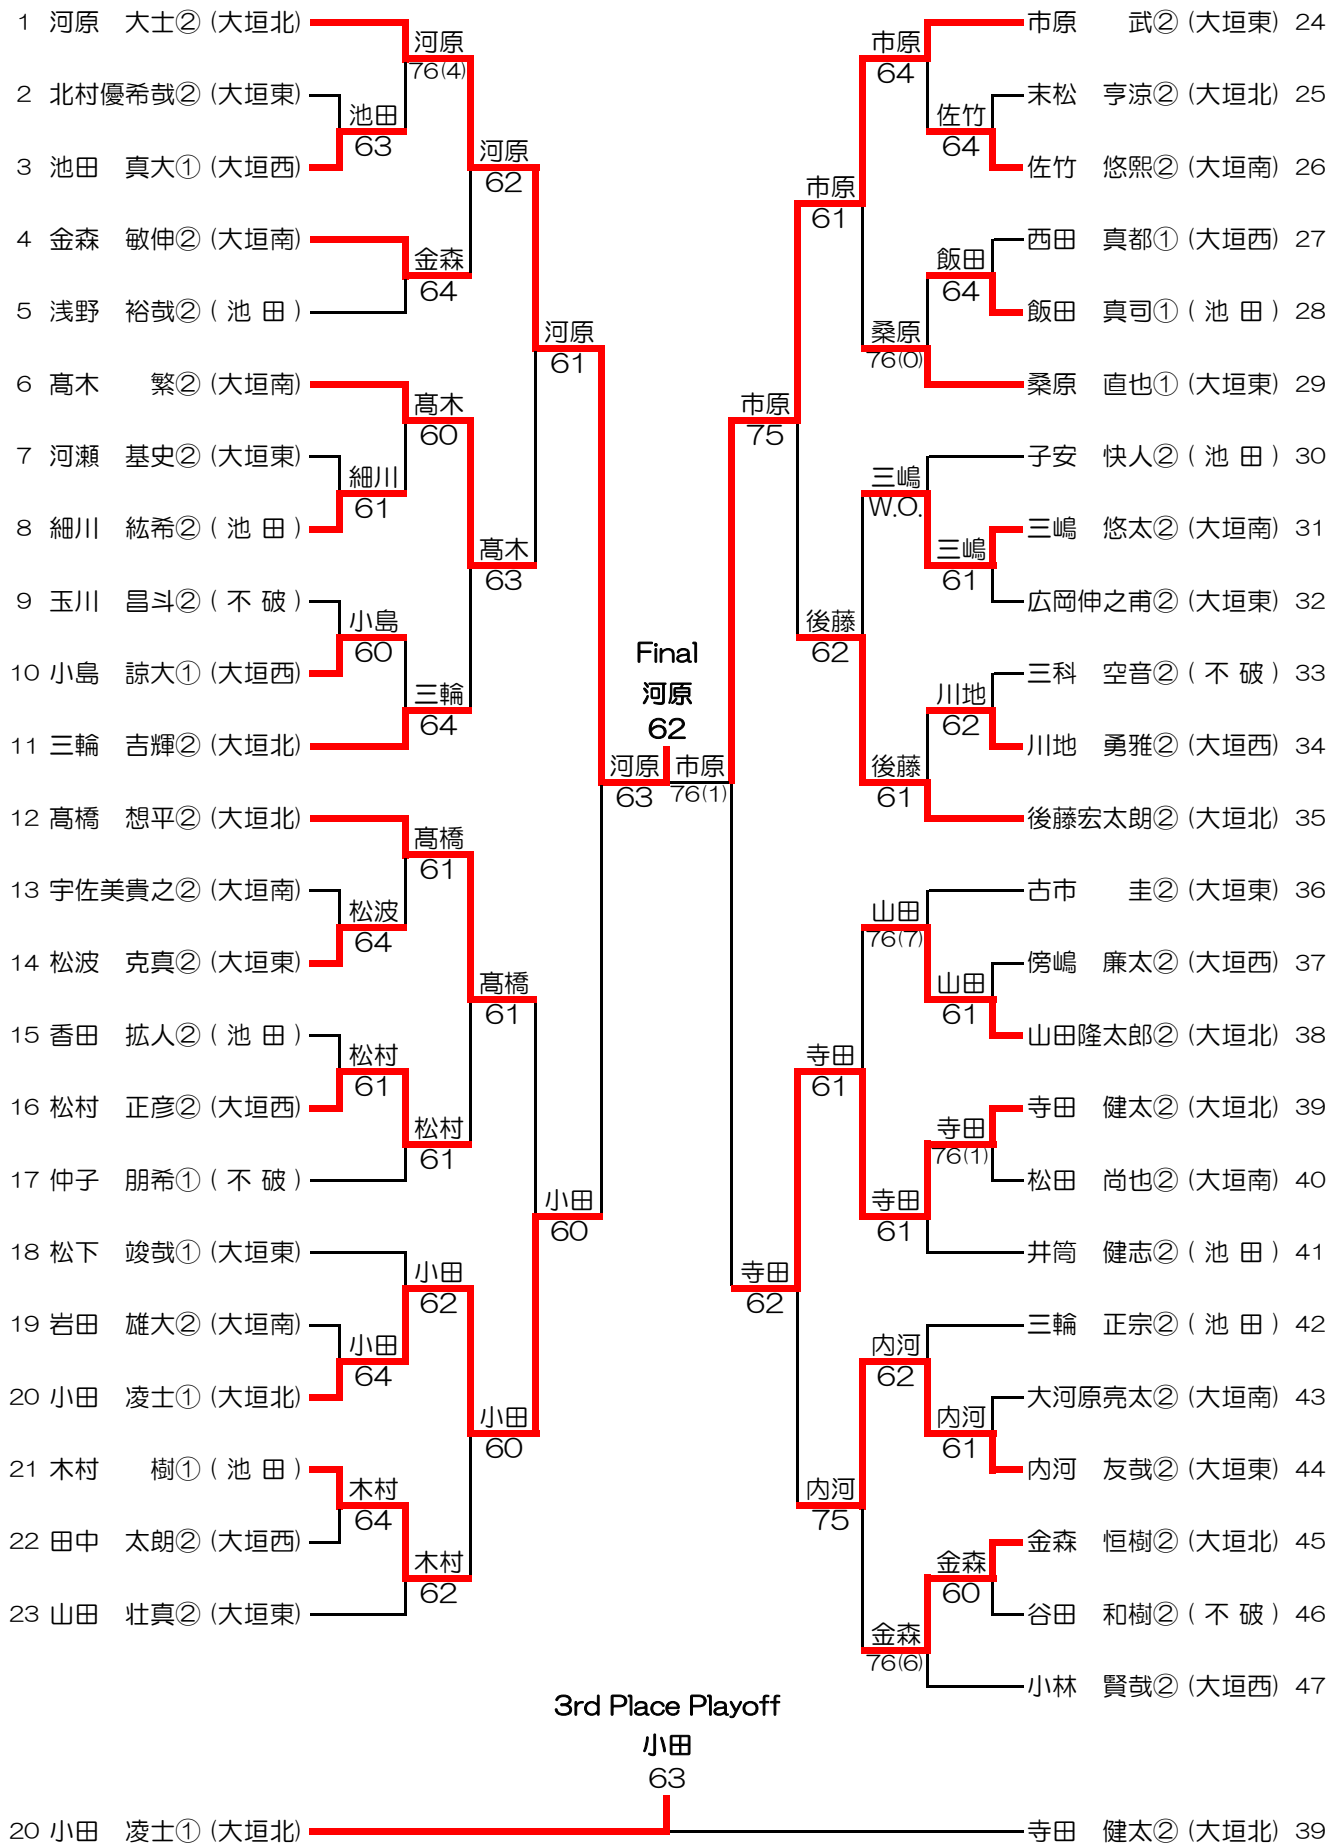 1 河原　大士② (大垣北)
2 北村優希哉② (大垣東)
3 池田　真大① (大垣西)
4 金森　敏伸② (大垣南)
5 浅野　裕哉② ( 池 田 )
6 髙木　　繁② (大垣南)
7 河瀬　基史② (大垣東)
8 細川　紘希② ( 池 田 )
9 玉川　昌斗② ( 不 破 )
10 小島　諒大① (大垣西)
11 三輪　吉輝② (大垣北)
12 髙橋　想平② (大垣北)
13 宇佐美貴之② (大垣南)
14 松波　克真② (大垣東)
15 香田　拡人② ( 池 田 )
16 松村　正彦② (大垣西)
17 仲子　朋希① ( 不 破 )
18 松下　竣哉① (大垣東)
19 岩田　雄大② (大垣南)
20 小田　凌士① (大垣北)
21 木村　　樹① ( 池 田 )
22 田中　太朗② (大垣西)
23 山田　壮真② (大垣東)
池田
63
細川
61
小島
60
松波
64
松村
61
小田
64
木村
64
河原
76(4)
金森
64
髙木
60
三輪
64
髙橋
61
松村
61
小田
62
木村
62
河原
62
髙木
63
髙橋
61
小田
60
河原
61
小田
60
河原
63
Final
河原
62
市原
76(1)
市原
75
寺田
62
市原
61
後藤
62
寺田
61
内河
75
市原
64
桑原
76(0)
三嶋
W.O.
後藤
61
山田
76(7)
寺田
61
内河
62
金森
76(6)
佐竹
64
飯田
64
三嶋
61
川地
62
山田
61
寺田
76(1)
内河
61
金森
60
市原　　武② (大垣東) 24
末松　亨涼② (大垣北) 25
佐竹　悠熙② (大垣南) 26
西田　真都① (大垣西) 27
飯田　真司① ( 池 田 ) 28
桑原　直也① (大垣東) 29
子安　快人② ( 池 田 ) 30
三嶋　悠太② (大垣南) 31
広岡伸之甫② (大垣東) 32
三科　空音② ( 不 破 ) 33
川地　勇雅② (大垣西) 34
後藤宏太朗② (大垣北) 35
古市　　圭② (大垣東) 36
傍嶋　廉太② (大垣西) 37
山田隆太郎② (大垣北) 38
寺田　健太② (大垣北) 39
松田　尚也② (大垣南) 40
井筒　健志② ( 池 田 ) 41
三輪　正宗② ( 池 田 ) 42
大河原亮太② (大垣南) 43
内河　友哉② (大垣東) 44
金森　恒樹② (大垣北) 45
谷田　和樹② ( 不 破 ) 46
小林　賢哉② (大垣西) 47
3rd Place Playoff
小田
63
20 小田　凌士① (大垣北)
寺田　健太② (大垣北) 39